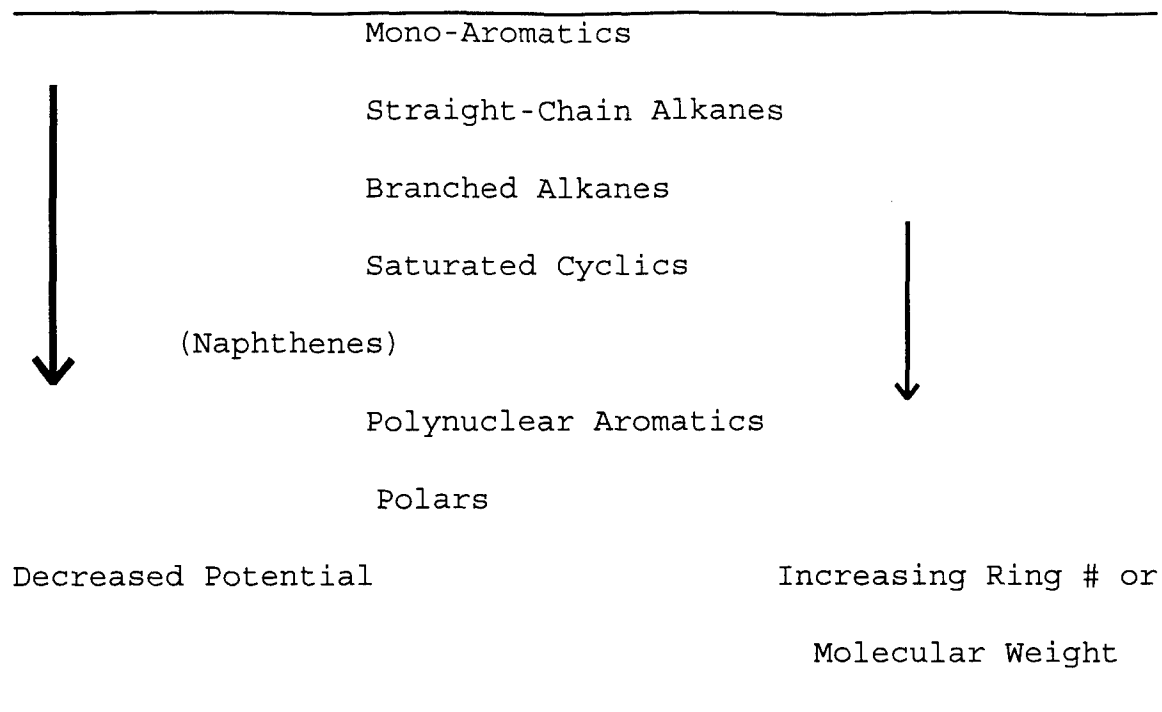 Mono-Aromatics
Straight-Chain Alkanes
Branched Alkanes
Saturated Cyclics
(Naphthenes)
Polynuclear Aromatics
Polars
Decreased Potential
Increasing Ring # or
Molecular Weight